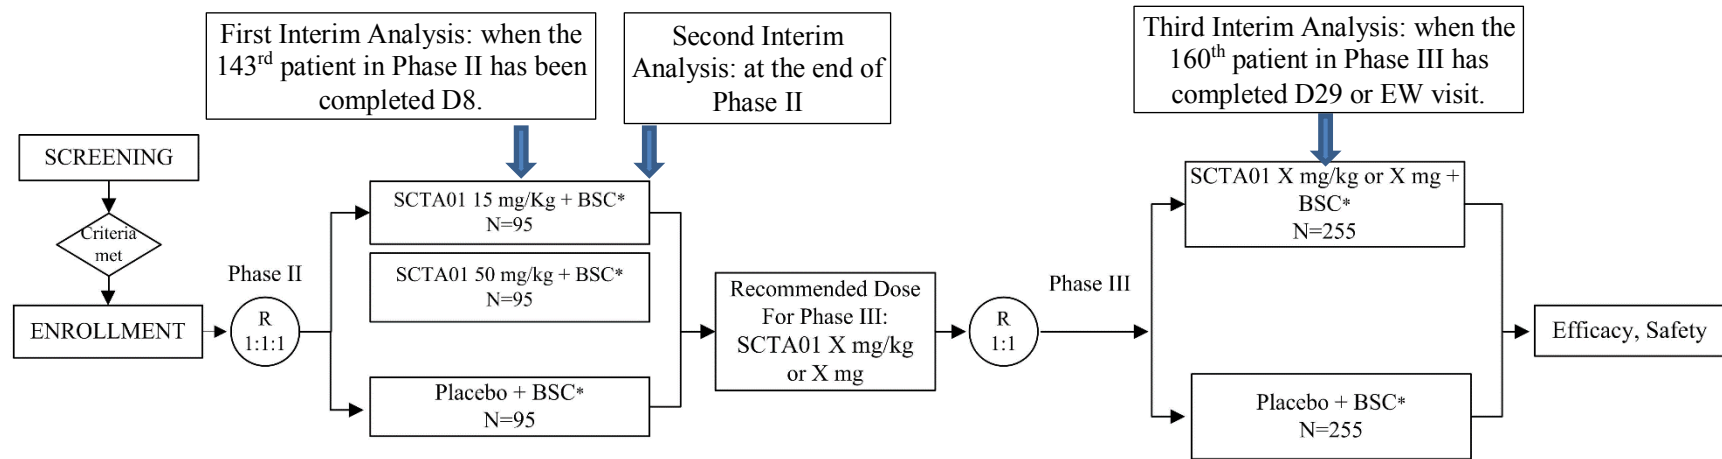 First Interim Analysis: when the
143rd patient in Phase II has been
completed D8.
Second Interim
Analysis: at the end of
Phase II
Third Interim Analysis: when the
160th patient in Phase III has
completed D29 or EW visit.
SCREENING
Criteria
met
ENROLLMENT
Phase II
R
1:1:1
SCTA01 15 mg/Kg + BSC*
N=95
SCTA01 50 mg/kg + BSC*
N=95
Placebo + BSC*
N=95
Recommended Dose
For Phase III:
SCTA01 X mg/kg
or X mg
R
1:1
Phase III
SCTA01 X mg/kg or X mg +
BSC*
N=255
Placebo + BSC*
N=255
Efficacy, Safety